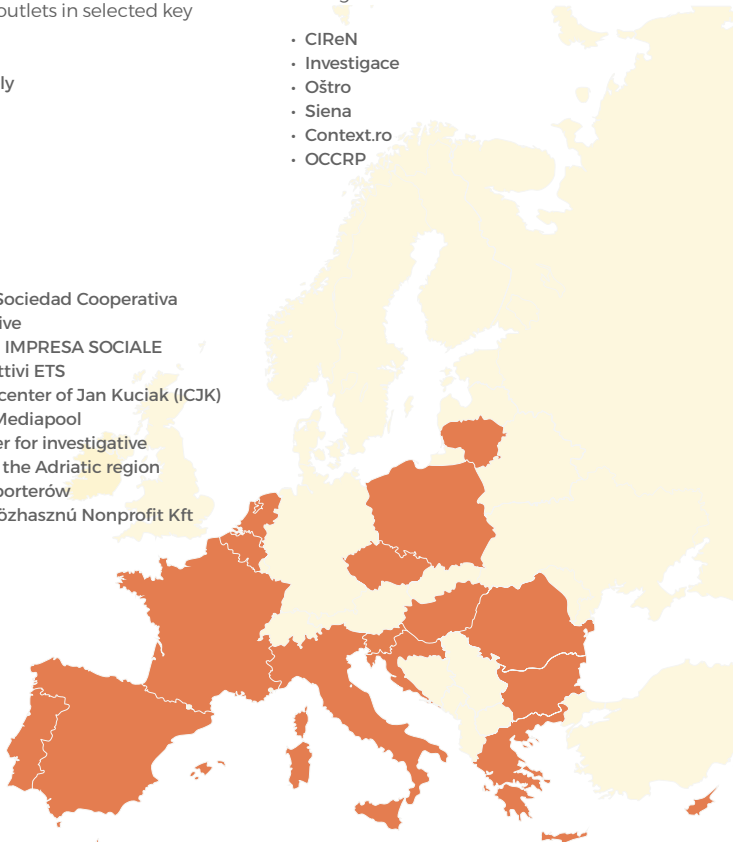 outlets in selected key
ly
Sociedad Cooperativa
ive
IMPRESA SOCIALE
ttivi ETS
center of Jan Kuciak (ICJK)
Mediapool
er for investigative
the Adriatic region
porterów
özhasznú Nonprofit Kft
• CIReN
• Investigace
• Oštro
• Siena
• Context.ro
• OCCRP